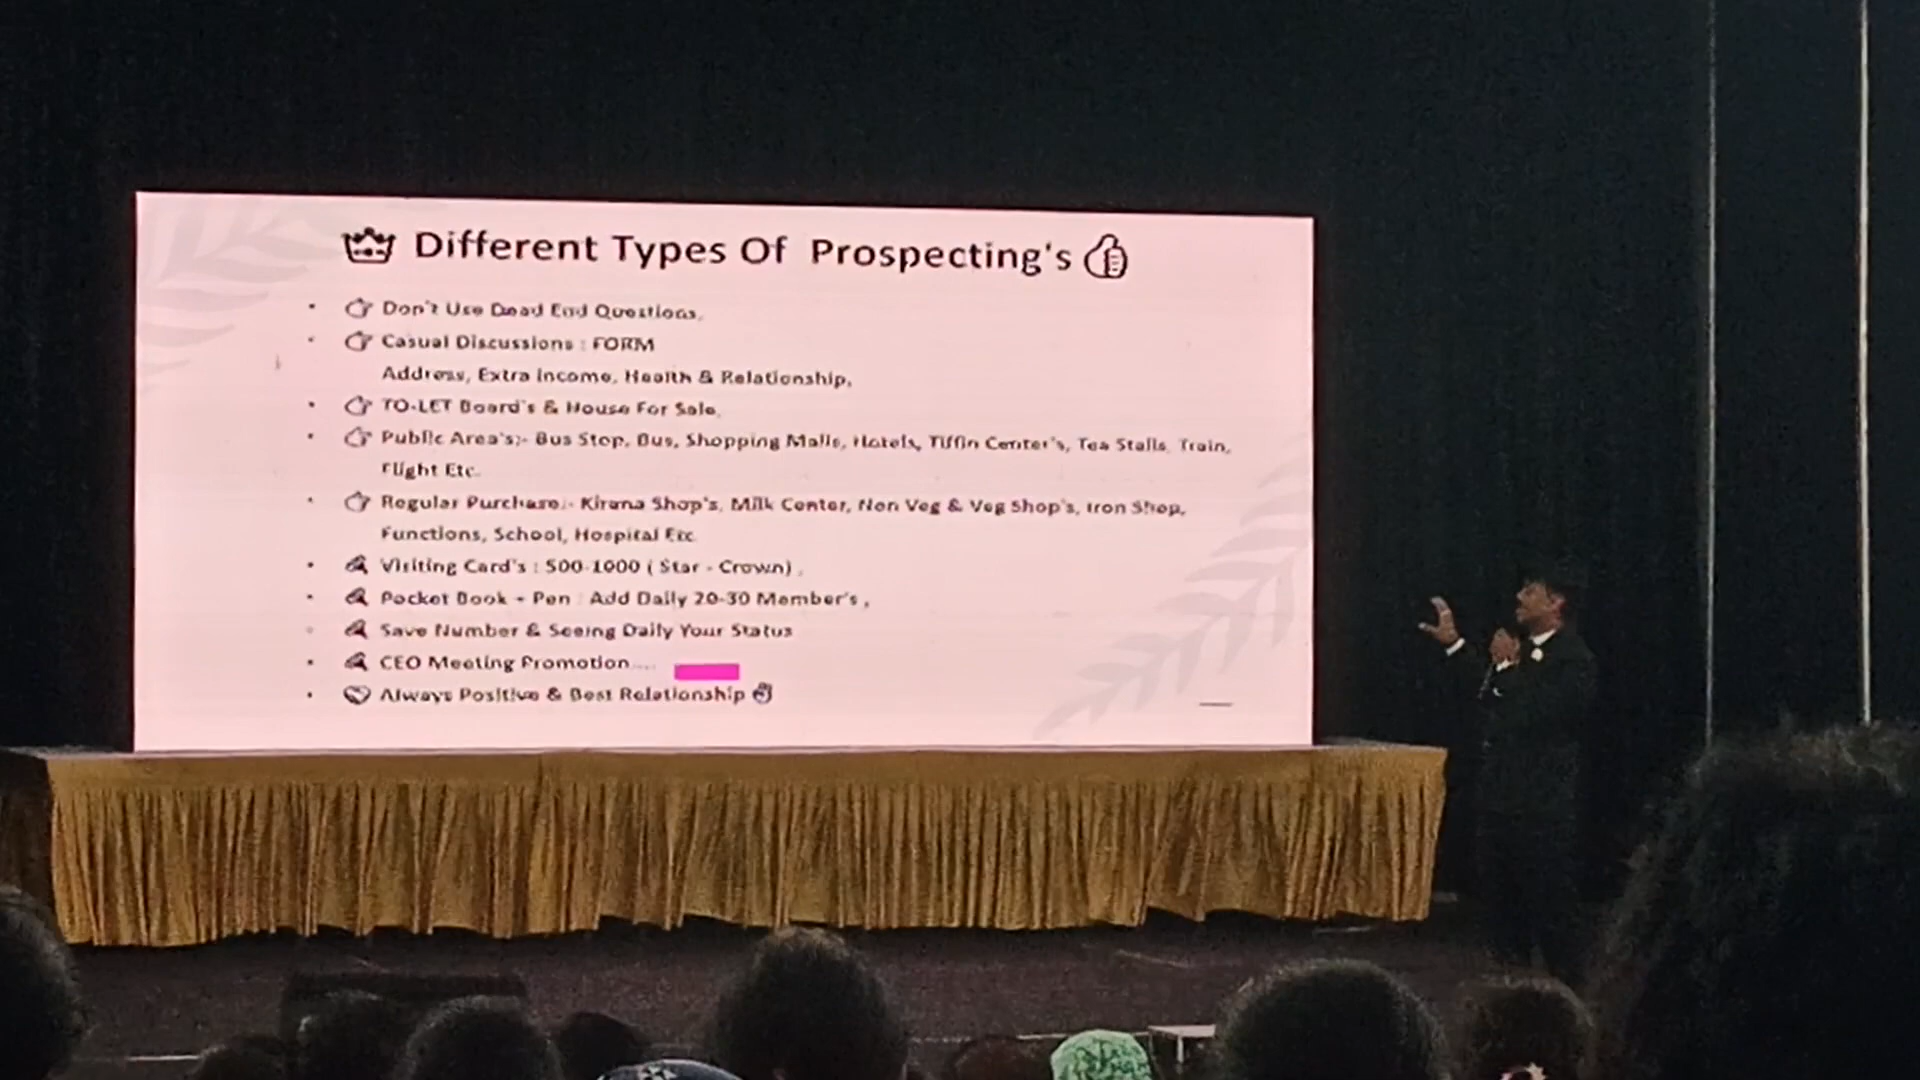 Different Types Of Prospecting's
Don't Use Dead End Questions,
Casual Discussions : FORM
Address, Extra Income, Health & Relationship,
TO-LET Board's & House For Sale,
Public Area's:- Bus Stop, Bus, Shopping Malls, Hotels, Tiffin Center's, Tea Stalls, Train,
Flight Etc.
Regular Purchase:- Kirana Shop's, Milk Center, Non Veg & Veg Shop's, Iron Shop,
Functions, School, Hospital Etc
Visiting Card's : 500-1000 ( Star - Crown) ,
Pocket Book + Pen : Add Daily 20-30 Member's ,
Save Number & Seeing Daily Your Status
CEO Meeting Promotion....
Always Positive & Best Relationship